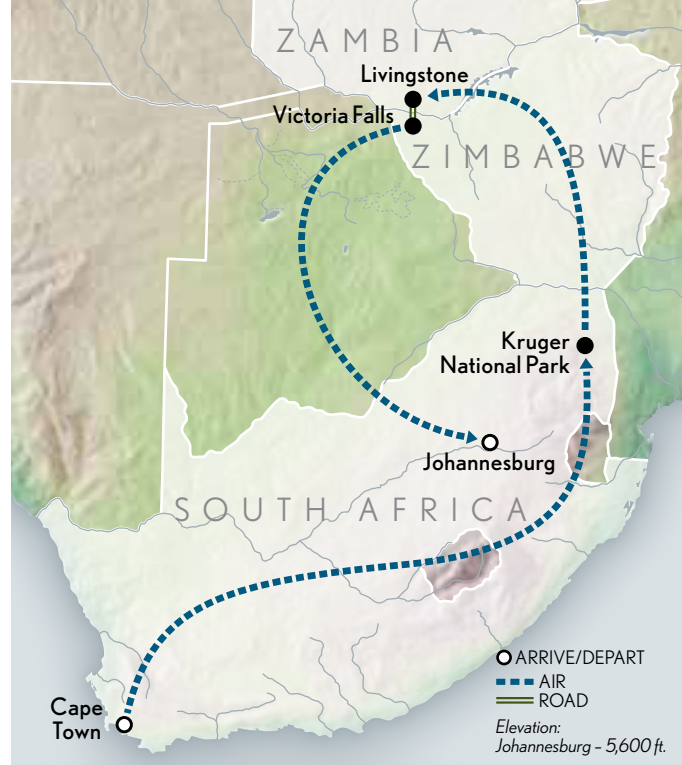 ZAMBIA
Livingstone
Victoria Falls
ZIMBABWE
Kruger
National Park
Johannesburg
SOUTH AFRICA
Cape
Town
ARRIVE/DEPART
AIR
ROAD
Elevation:
Johannesburg – 5,600 ft.